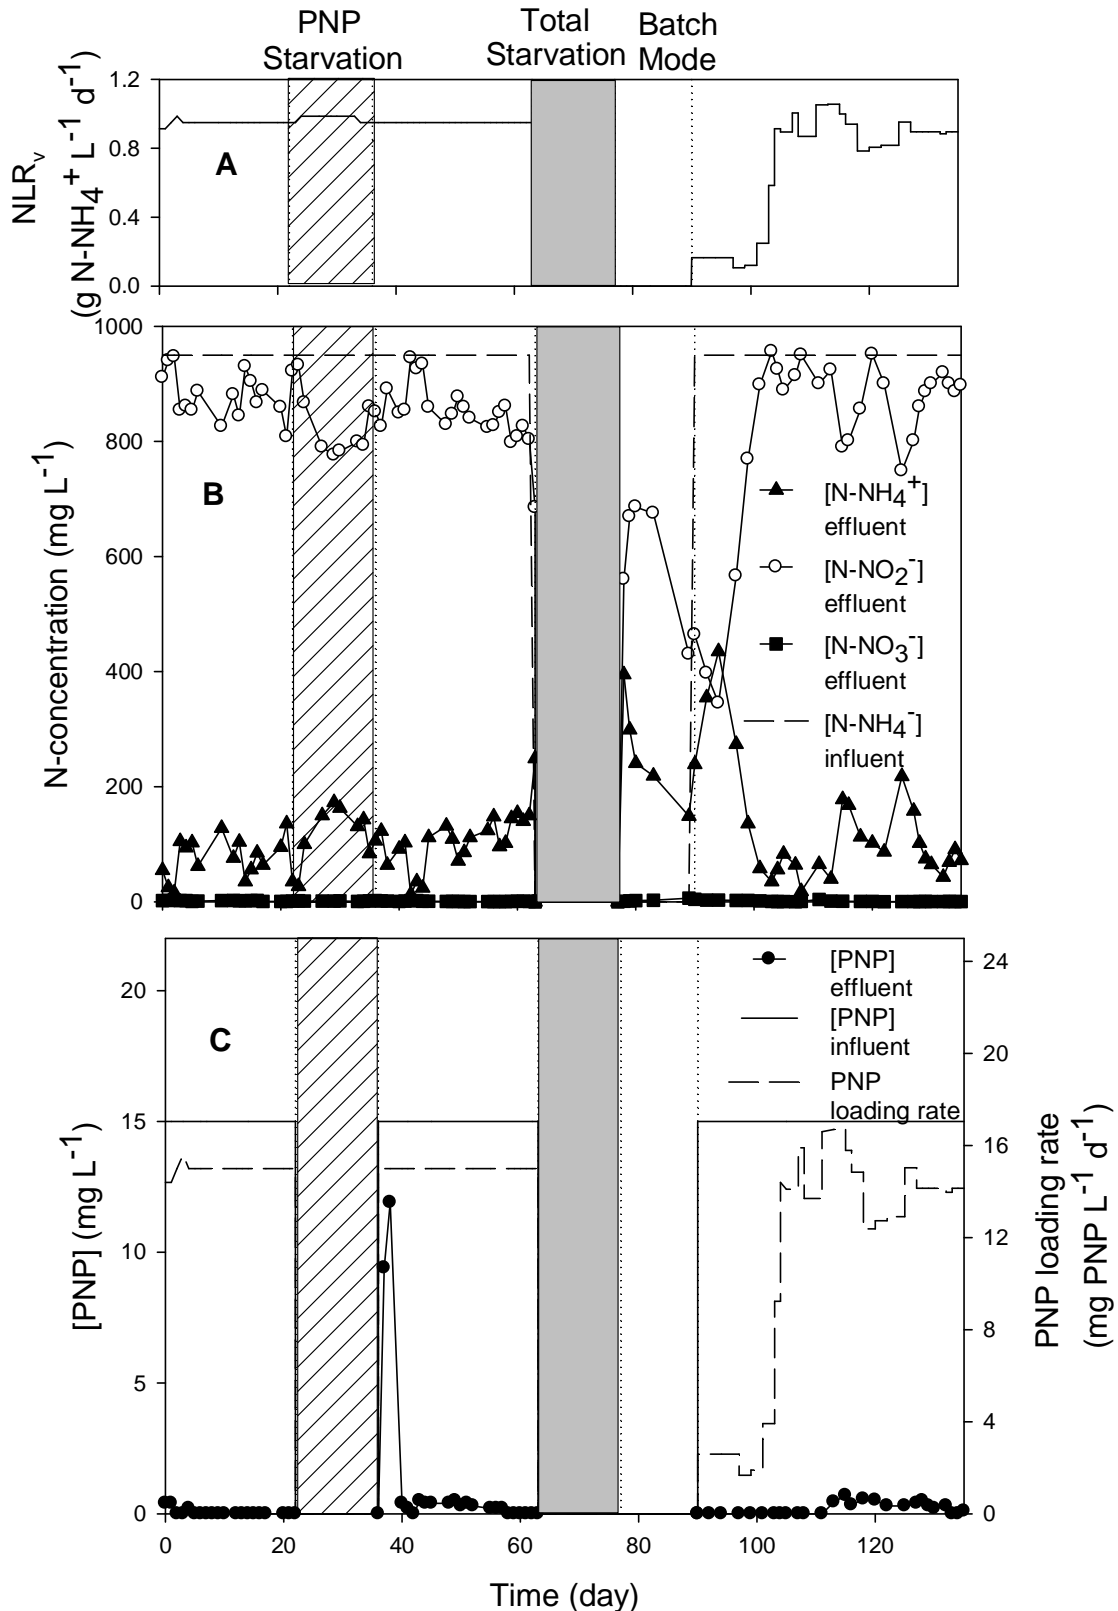 PNP
Starvation
Total
Starvation
Batch
Mode
NLRᵥ
(g N-NH₄⁺ L⁻¹ d⁻¹)
1.2
0.8
0.4
0.0
A
N-concentration (mg L⁻¹)
1000
800
600
400
200
0
B
[N-NH₄⁺]
effluent
[N-NO₂⁻]
effluent
[N-NO₃⁻]
effluent
[N-NH₄⁻]
influent
[PNP] (mg L⁻¹)
20
15
10
5
0
C
[PNP]
effluent
[PNP]
influent
PNP
loading rate
24
20
16
12
8
4
0
PNP loading rate
(mg PNP L⁻¹ d⁻¹)
0 20 40 60 80 100 120
Time (day)